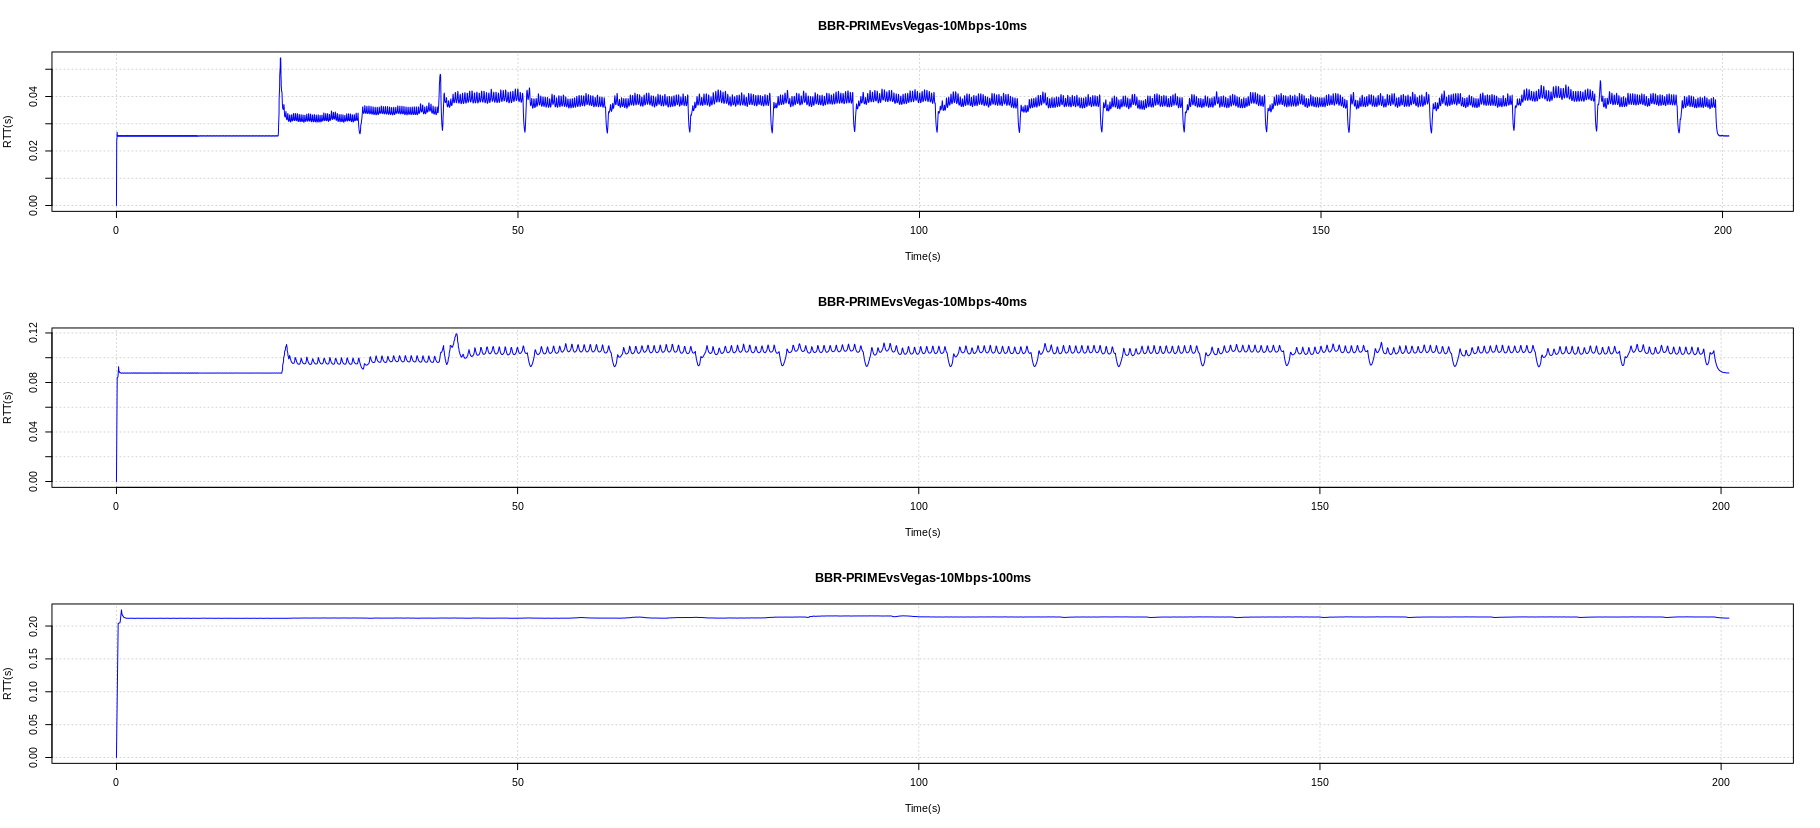 BBR-PRIMEvsVegas-10Mbps-10ms
RTT(s)
0.00 0.02 0.04
0 50 100 150 200
Time(s)
BBR-PRIMEvsVegas-10Mbps-40ms
RTT(s)
0.00 0.04 0.08 0.12
0 50 100 150 200
Time(s)
BBR-PRIMEvsVegas-10Mbps-100ms
RTT(s)
0.00 0.05 0.10 0.15 0.20
0 50 100 150 200
Time(s)